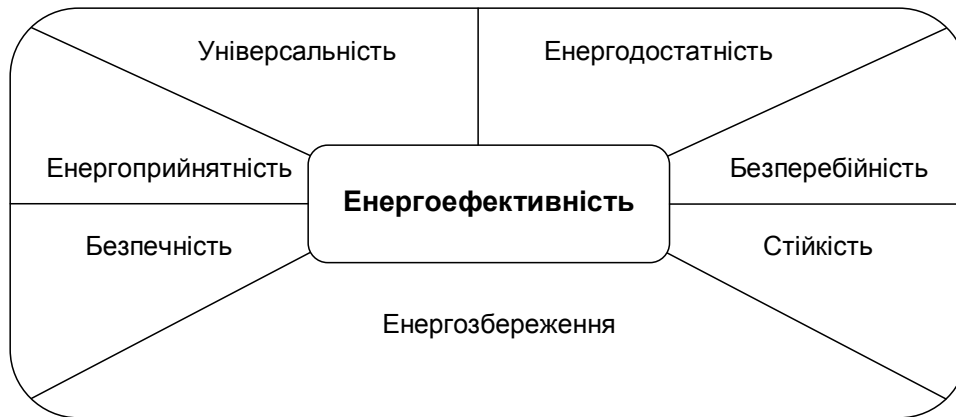 Універсальність
Енергодостатність
Енергоприйнятність
Безперебійність
Енергоефективність
Безпечність
Стійкість
Енергозбереження